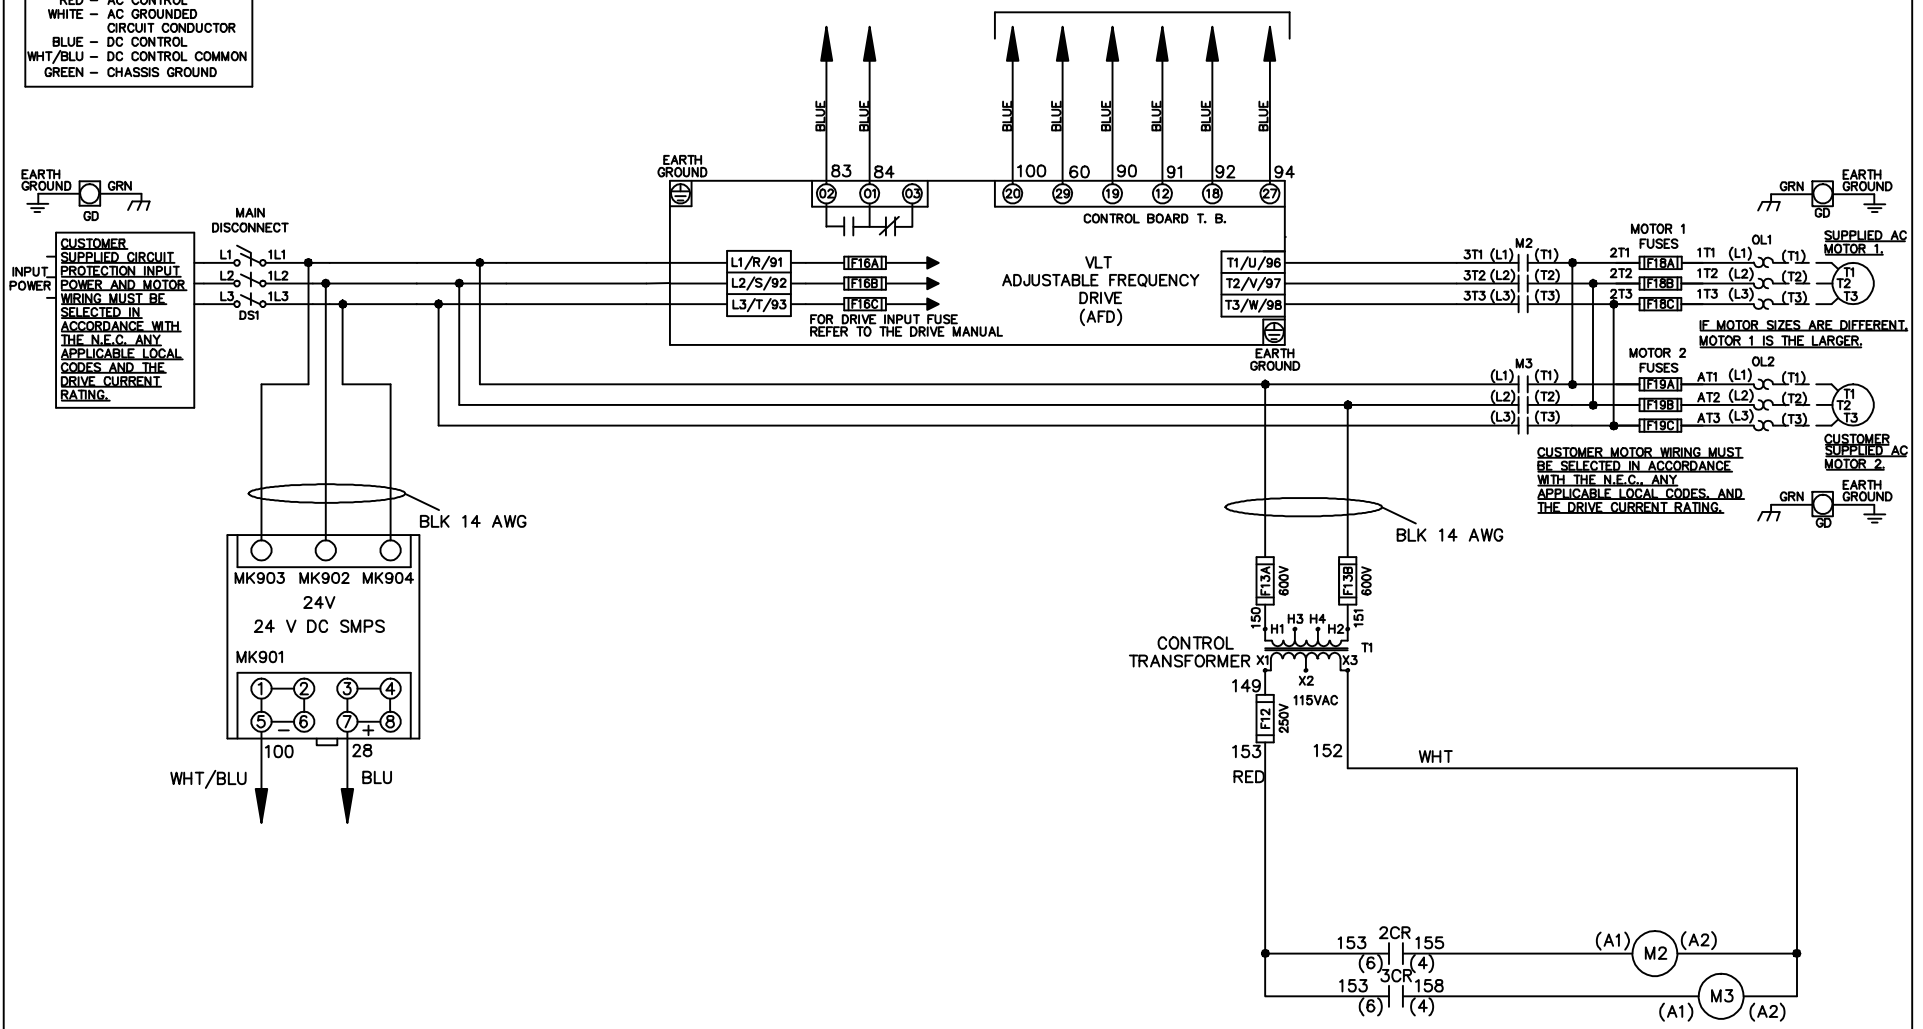 RED – AC CONTROL
WHITE – AC GROUNDED
CIRCUIT CONDUCTOR
BLUE – DC CONTROL
WHT/BLU – DC CONTROL COMMON
GREEN – CHASSIS GROUND
BLUE
BLUE
BLUE
BLUE
BLUE
BLUE
BLUE
BLUE
EARTH
GROUND
83
84
100
60
90
91
92
94
02
01
03
20
29
19
12
18
27
CONTROL BOARD T. B.
EARTH
GROUND
GRN
GD
MAIN
DISCONNECT
INPUT
POWER
CUSTOMER
SUPPLIED CIRCUIT
PROTECTION INPUT
POWER AND MOTOR
WIRING MUST BE
SELECTED IN
ACCORDANCE WITH
THE N.E.C. ANY
APPLICABLE LOCAL
CODES AND THE
DRIVE CURRENT
RATING.
L1 1L1
L2 1L2
L3 1L3
DS1
L1/R/91
L2/S/92
L3/T/93
F16A
F16B
F16C
FOR DRIVE INPUT FUSE
REFER TO THE DRIVE MANUAL
VLT
ADJUSTABLE FREQUENCY
DRIVE
(AFD)
T1/U/96
T2/V/97
T3/W/98
EARTH
GROUND
M2
3T1 (L1) (T1)
3T2 (L2) (T2)
3T3 (L3) (T3)
MOTOR 1
FUSES
2T1 F18A 1T1 (L1) (T1)
2T2 F18B 1T2 (L2) (T2)
2T3 F18C 1T3 (L3) (T3)
OL1
GRN
EARTH
GROUND
GD
SUPPLIED AC
MOTOR 1.
T1
T2
T3
IF MOTOR SIZES ARE DIFFERENT,
MOTOR 1 IS THE LARGER.
M3
(L1) (T1)
(L2) (T2)
(L3) (T3)
MOTOR 2
FUSES
OL2
F19A AT1 (L1) (T1)
F19B AT2 (L2) (T2)
F19C AT3 (L3) (T3)
T1
T2
T3
CUSTOMER
SUPPLIED AC
MOTOR 2.
CUSTOMER MOTOR WIRING MUST
BE SELECTED IN ACCORDANCE
WITH THE N.E.C., ANY
APPLICABLE LOCAL CODES, AND
THE DRIVE CURRENT RATING.
GRN
EARTH
GROUND
GD
BLK 14 AWG
BLK 14 AWG
MK903 MK902 MK904
24V
24 V DC SMPS
MK901
1 2 3 4
5 6 7 8
– +
100
28
WHT/BLU
BLU
F13A
600V
F13B
600V
150
151
H1 H3 H4 H2
T1
CONTROL
TRANSFORMER
X1 X3
X2
115VAC
149
F12
250V
153
RED
152
WHT
2CR
153 155
(6) (4)
(A1) M2 (A2)
3CR
153 158
(6) (4)
(A1) M3 (A2)